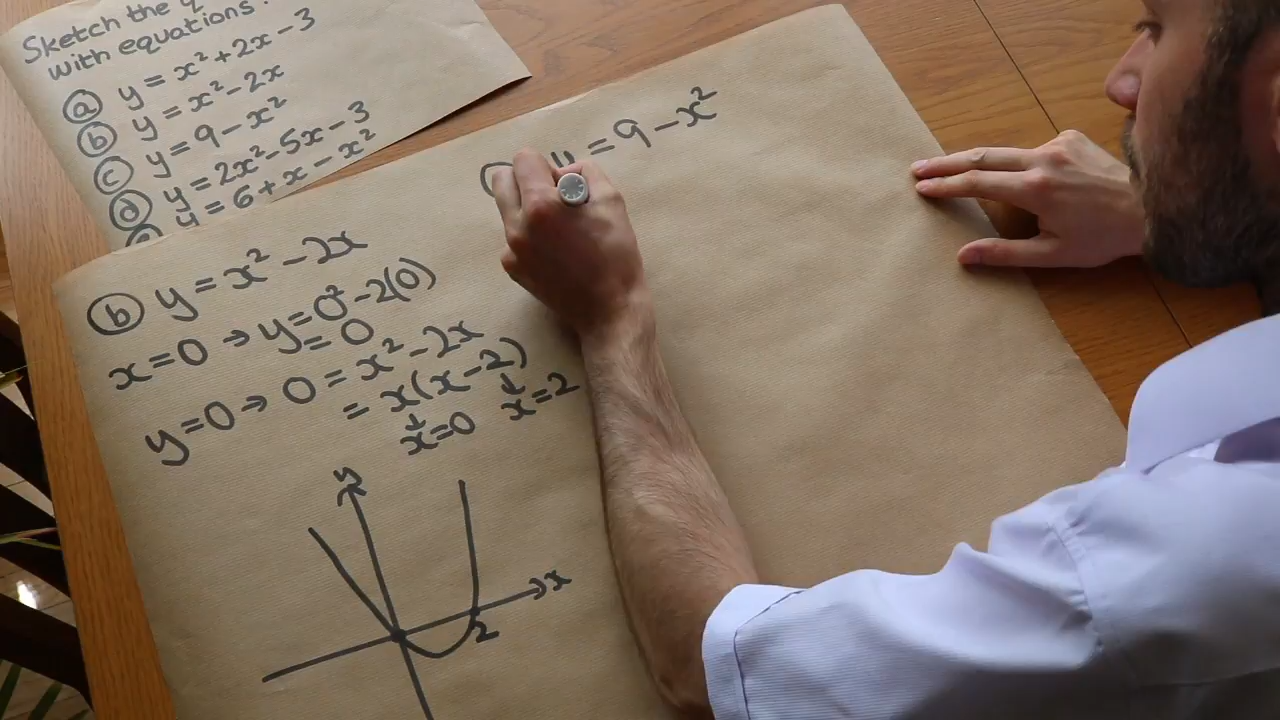 Sketch the
with equations.
ⓐ y = x² + 2x - 3
ⓑ y = x² - 2x
ⓒ y = 9 - x²
ⓓ y = 2x² - 5x - 3
y = 6 + x - x²
ⓑ y = x² - 2x
x = 0 → y = 0² - 2(0)
= 0
y = 0 → 0 = x² - 2x
= x(x - 2)
↓ ↓
x = 0 x = 2
y
x
2
y = 9 - x²